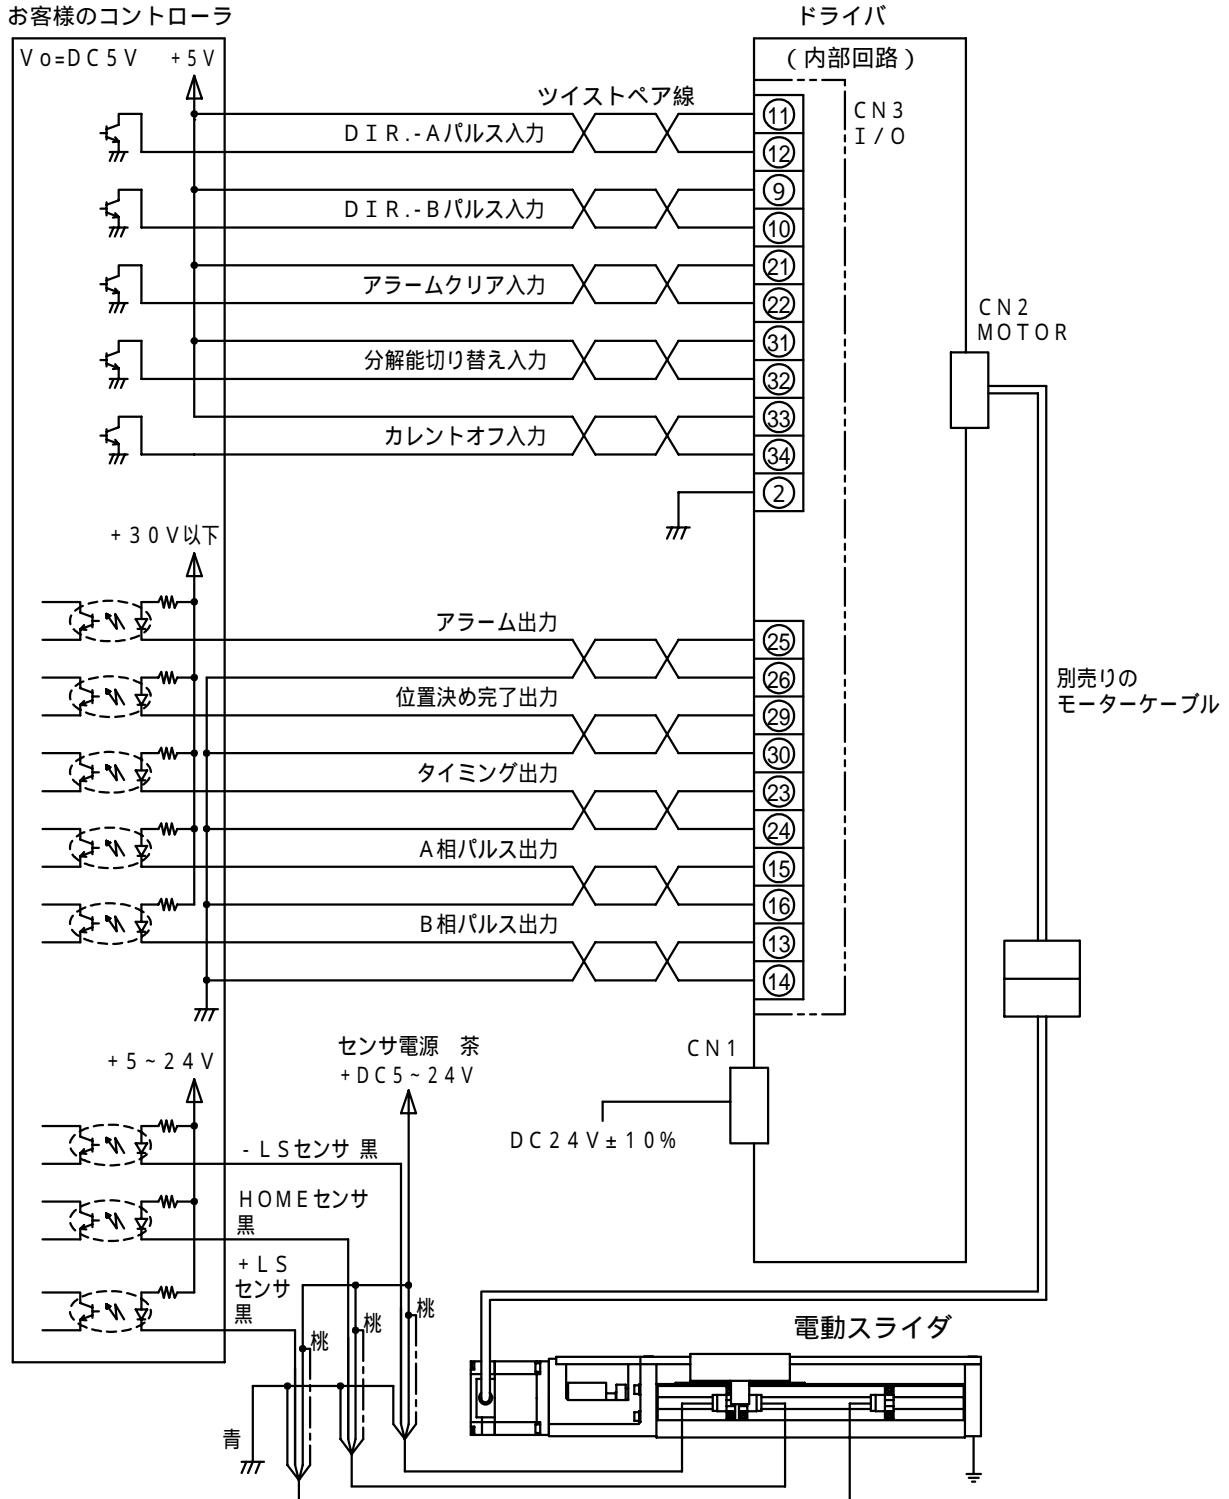 お客様のコントローラ
ドライバ
Vo=DC5V
+5V
(内部回路)
ツイストペア線
CN3
I/O
DIR.-Aパルス入力
11
12
DIR.-Bパルス入力
9
10
アラームクリア入力
21
22
分解能切り替え入力
31
32
カレントオフ入力
33
34
2
CN2
MOTOR
+30V以下
アラーム出力
25
26
位置決め完了出力
29
30
タイミング出力
23
24
A相パルス出力
15
16
B相パルス出力
13
14
別売りの
モーターケーブル
+5~24V
センサ電源 茶
+DC5~24V
CN1
DC24V±10%
-LSセンサ 黒
HOMEセンサ
黒
+LS
センサ
黒
桃
桃
桃
青
電動スライダ